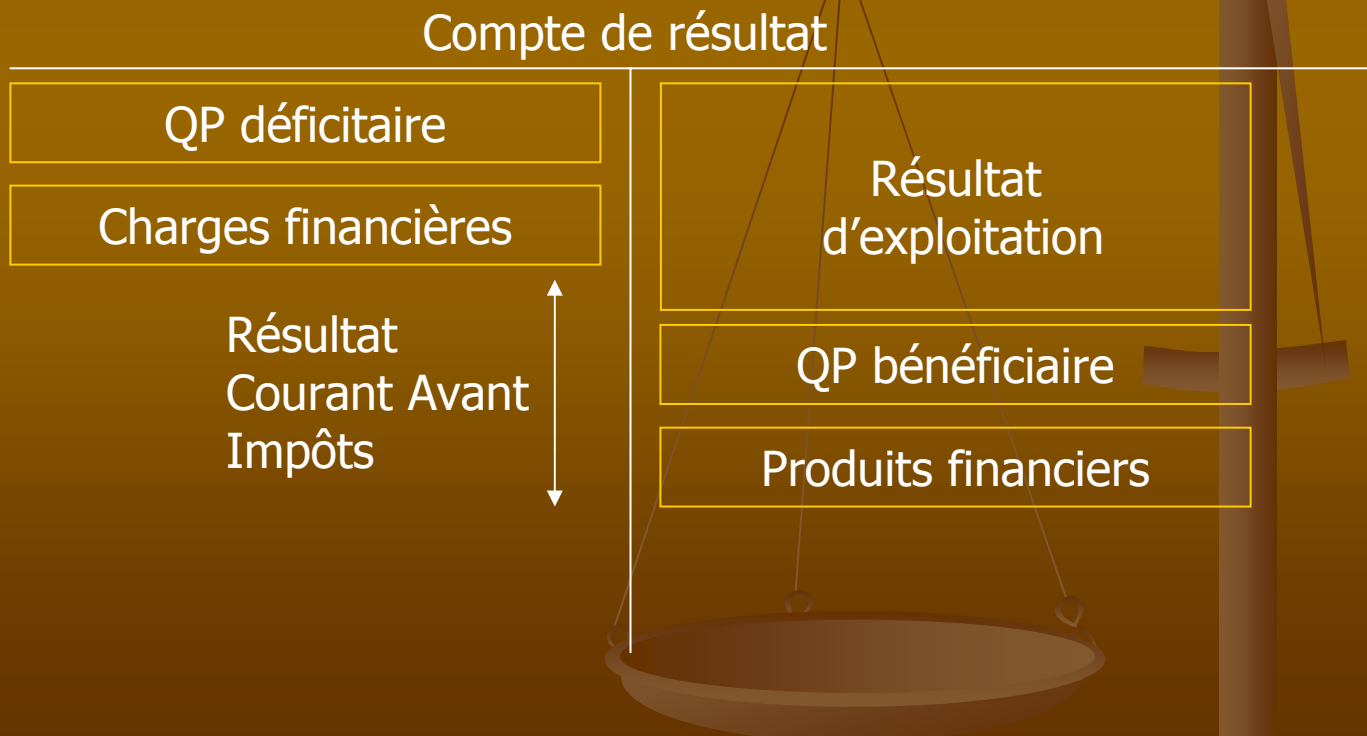 Compte de résultat
QP déficitaire
Charges financières
Résultat
Courant Avant
Impôts
Résultat
d’exploitation
QP bénéficiaire
Produits financiers